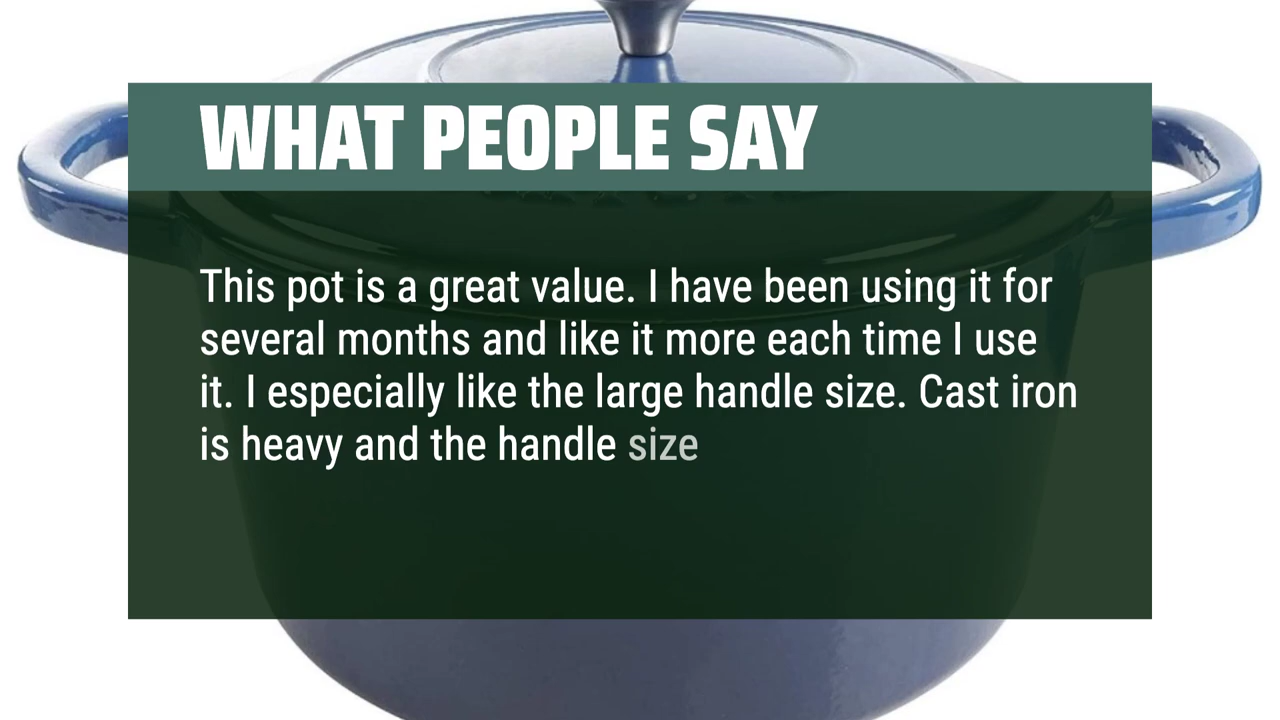 WHAT PEOPLE SAY
This pot is a great value. I have been using it for
several months and like it more each time I use
it. I especially like the large handle size. Cast iron
is heavy and the handle size